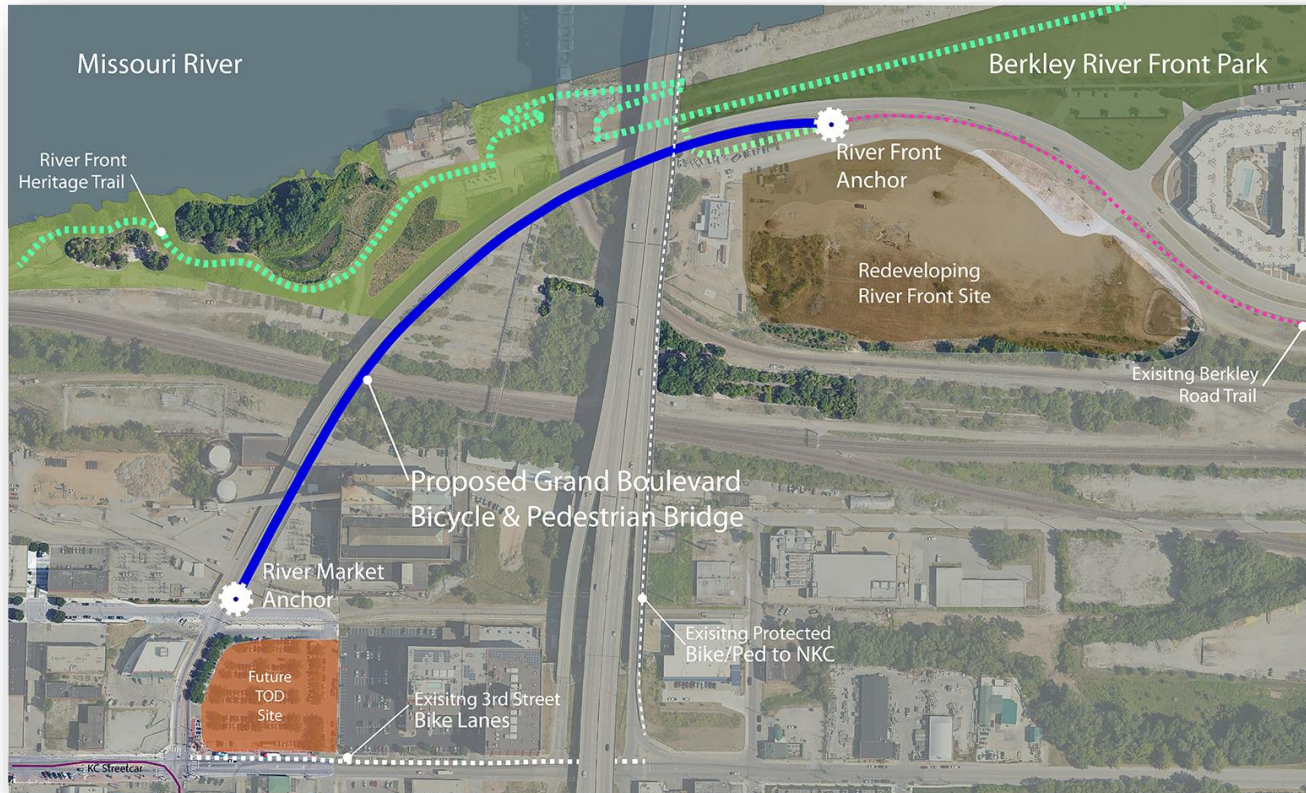 Missouri River
Berkley River Front Park
River Front
Heritage Trail
River Front
Anchor
Redeveloping
River Front Site
Exisitng Berkley
Road Trail
Proposed Grand Boulevard
Bicycle & Pedestrian Bridge
River Market
Anchor
Exisitng Protected
Bike/Ped to NKC
Future
TOD
Site
Exisitng 3rd Street
Bike Lanes
KC Streetcar